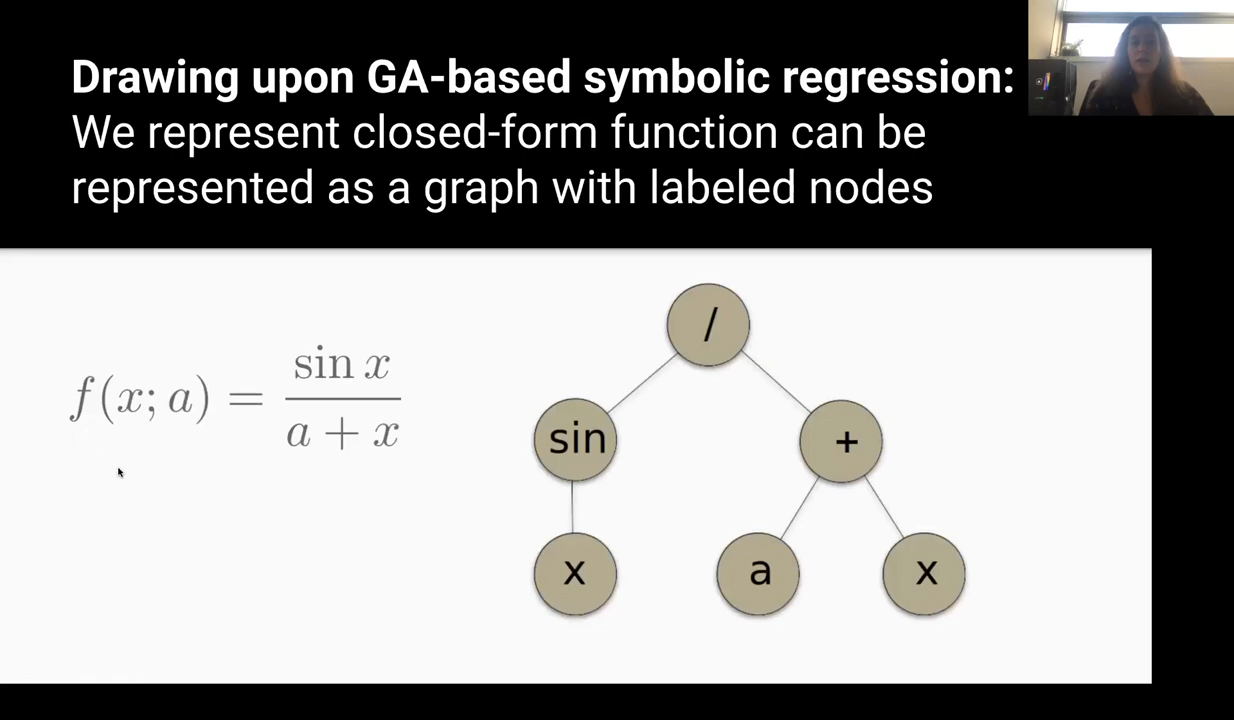 Drawing upon GA-based symbolic regression:
We represent closed-form function can be
represented as a graph with labeled nodes
f(x; a) = \frac{\sin x}{a + x}
/
sin
+
x
a
x